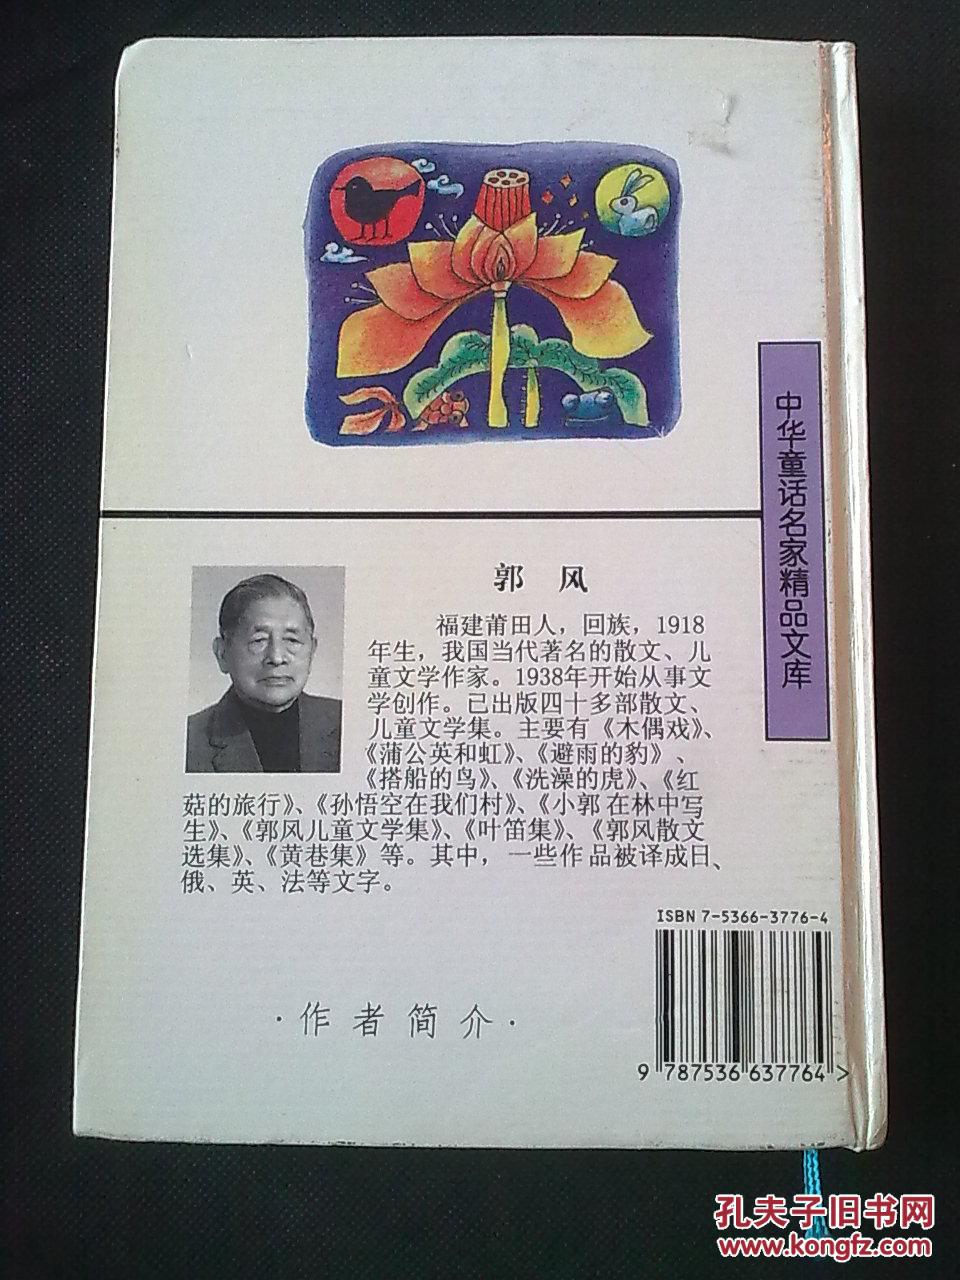 中华童话名家精品文库
郭 风
福建莆田人，回族，1918
年生，我国当代著名的散文、儿
童文学作家。1938年开始从事文
学创作。已出版四十多部散文、
儿童文学集。主要有《木偶戏》、
《蒲公英和虹》、《避雨的豹》、
《搭船的鸟》、《洗澡的虎》、《红
菇的旅行》、《孙悟空在我们村》、《小郭在林中写
生》、《郭风儿童文学集》、《叶笛集》、《郭风散文
选集》、《黄巷集》等。其中，一些作品被译成日、
俄、英、法等文字。
·作者简介·
ISBN 7-5366-3776-4
9 787536 637764 >
孔夫子旧书网
www.kongfz.com